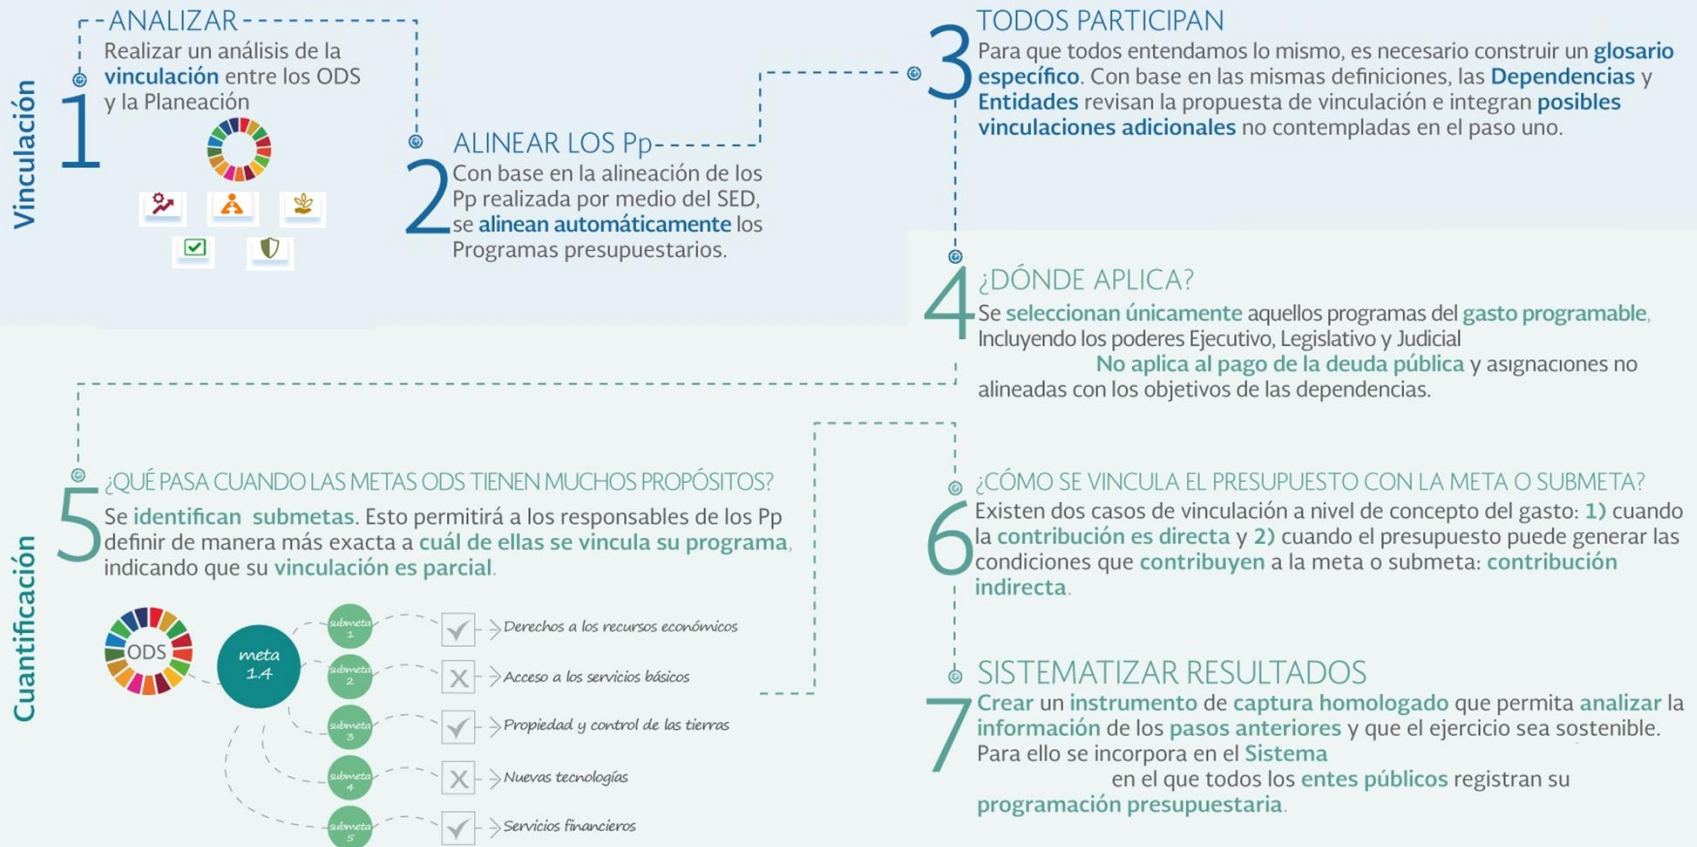 Vinculación
1
ANALIZAR
Realizar un análisis de la
vinculación entre los ODS
y la Planeación
2
ALINEAR LOS Pp
Con base en la alineación de los
Pp realizada por medio del SED,
se alinean automáticamente los
Programas presupuestarios.
3
TODOS PARTICIPAN
Para que todos entendamos lo mismo, es necesario construir un glosario
específico. Con base en las mismas definiciones, las Dependencias y
Entidades revisan la propuesta de vinculación e integran posibles
vinculaciones adicionales no contempladas en el paso uno.
Cuantificación
4
¿DÓNDE APLICA?
Se seleccionan únicamente aquellos programas del gasto programable,
Incluyendo los poderes Ejecutivo, Legislativo y Judicial
No aplica al pago de la deuda pública y asignaciones no
alineadas con los objetivos de las dependencias.
5
¿QUÉ PASA CUANDO LAS METAS ODS TIENEN MUCHOS PROPÓSITOS?
Se identifican submetas. Esto permitirá a los responsables de los Pp
definir de manera más exacta a cuál de ellas se vincula su programa,
indicando que su vinculación es parcial.
ODS
meta
1.4
submeta
1
Derechos a los recursos económicos
submeta
2
Acceso a los servicios básicos
submeta
3
Propiedad y control de las tierras
submeta
4
Nuevas tecnologías
submeta
5
Servicios financieros
6
¿CÓMO SE VINCULA EL PRESUPUESTO CON LA META O SUBMETA?
Existen dos casos de vinculación a nivel de concepto del gasto: 1) cuando
la contribución es directa y 2) cuando el presupuesto puede generar las
condiciones que contribuyen a la meta o submeta: contribución
indirecta.
7
SISTEMATIZAR RESULTADOS
Crear un instrumento de captura homologado que permita analizar la
información de los pasos anteriores y que el ejercicio sea sostenible.
Para ello se incorpora en el Sistema
en el que todos los entes públicos registran su
programación presupuestaria.